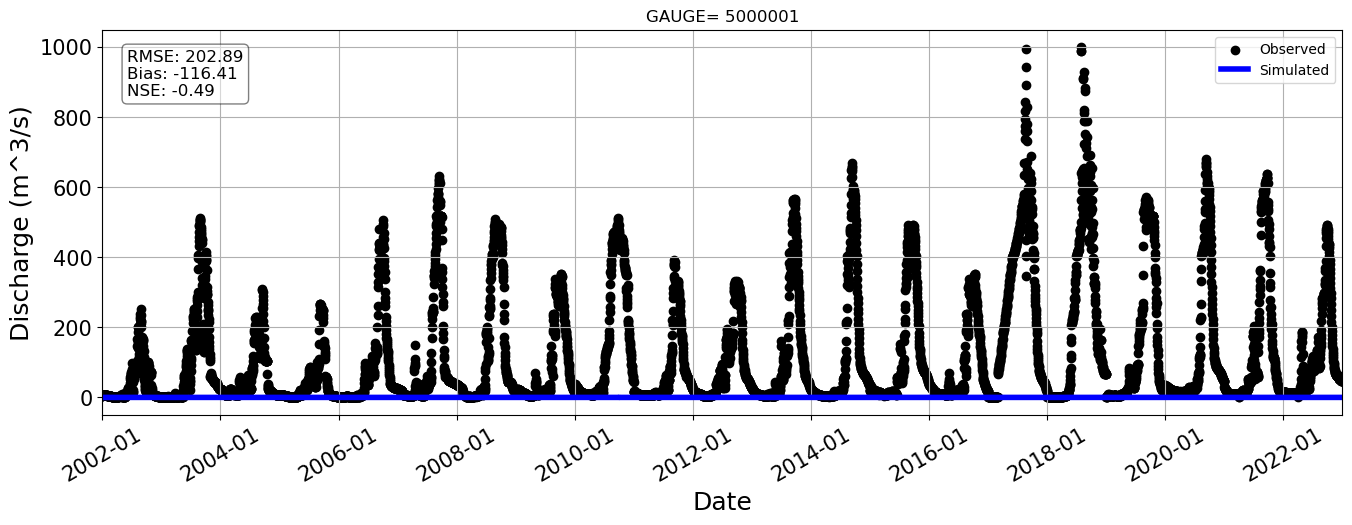 GAUGE= 5000001
RMSE: 202.89
Bias: -116.41
NSE: -0.49
Observed
Simulated
Discharge (m^3/s)
1000
800
600
400
200
0
2002-01
2004-01
2006-01
2008-01
2010-01
2012-01
2014-01
2016-01
2018-01
2020-01
2022-01
Date